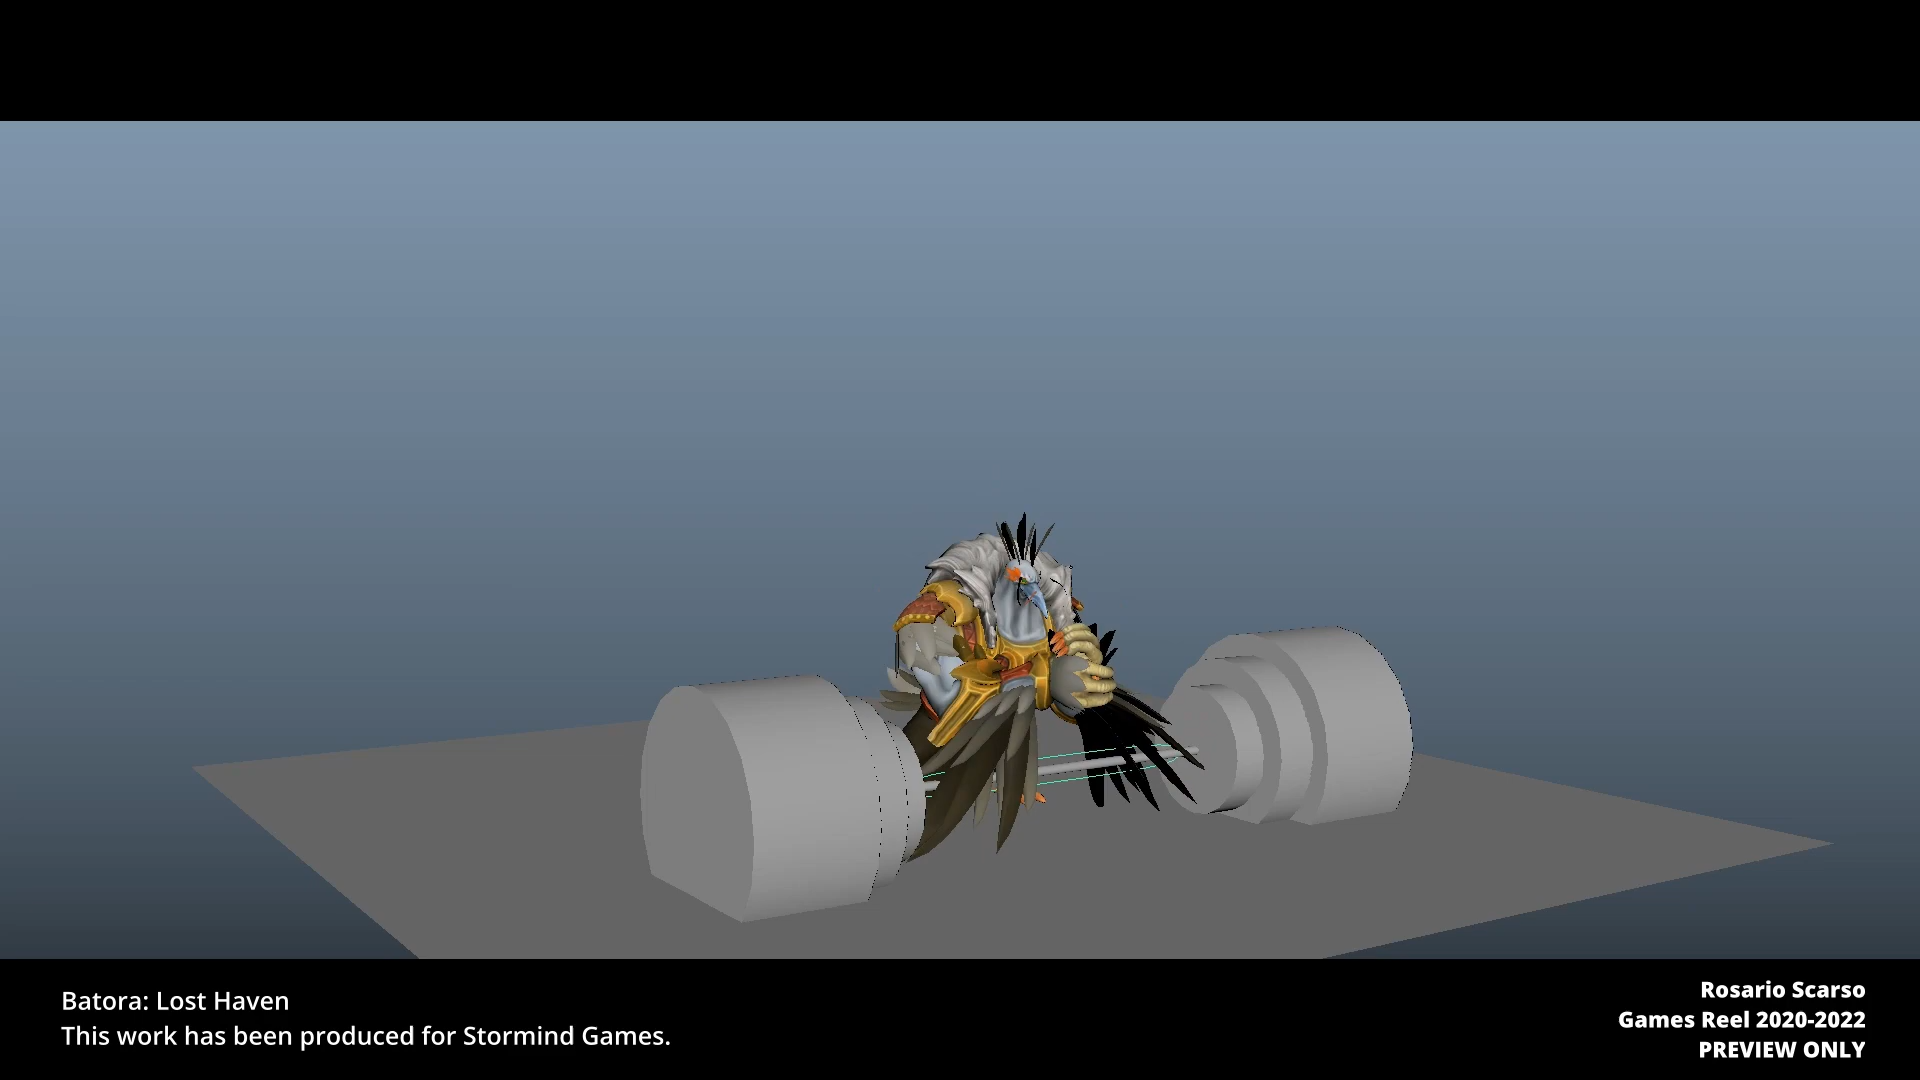 Batora: Lost Haven
This work has been produced for Stormind Games.
Rosario Scarso
Games Reel 2020-2022
PREVIEW ONLY